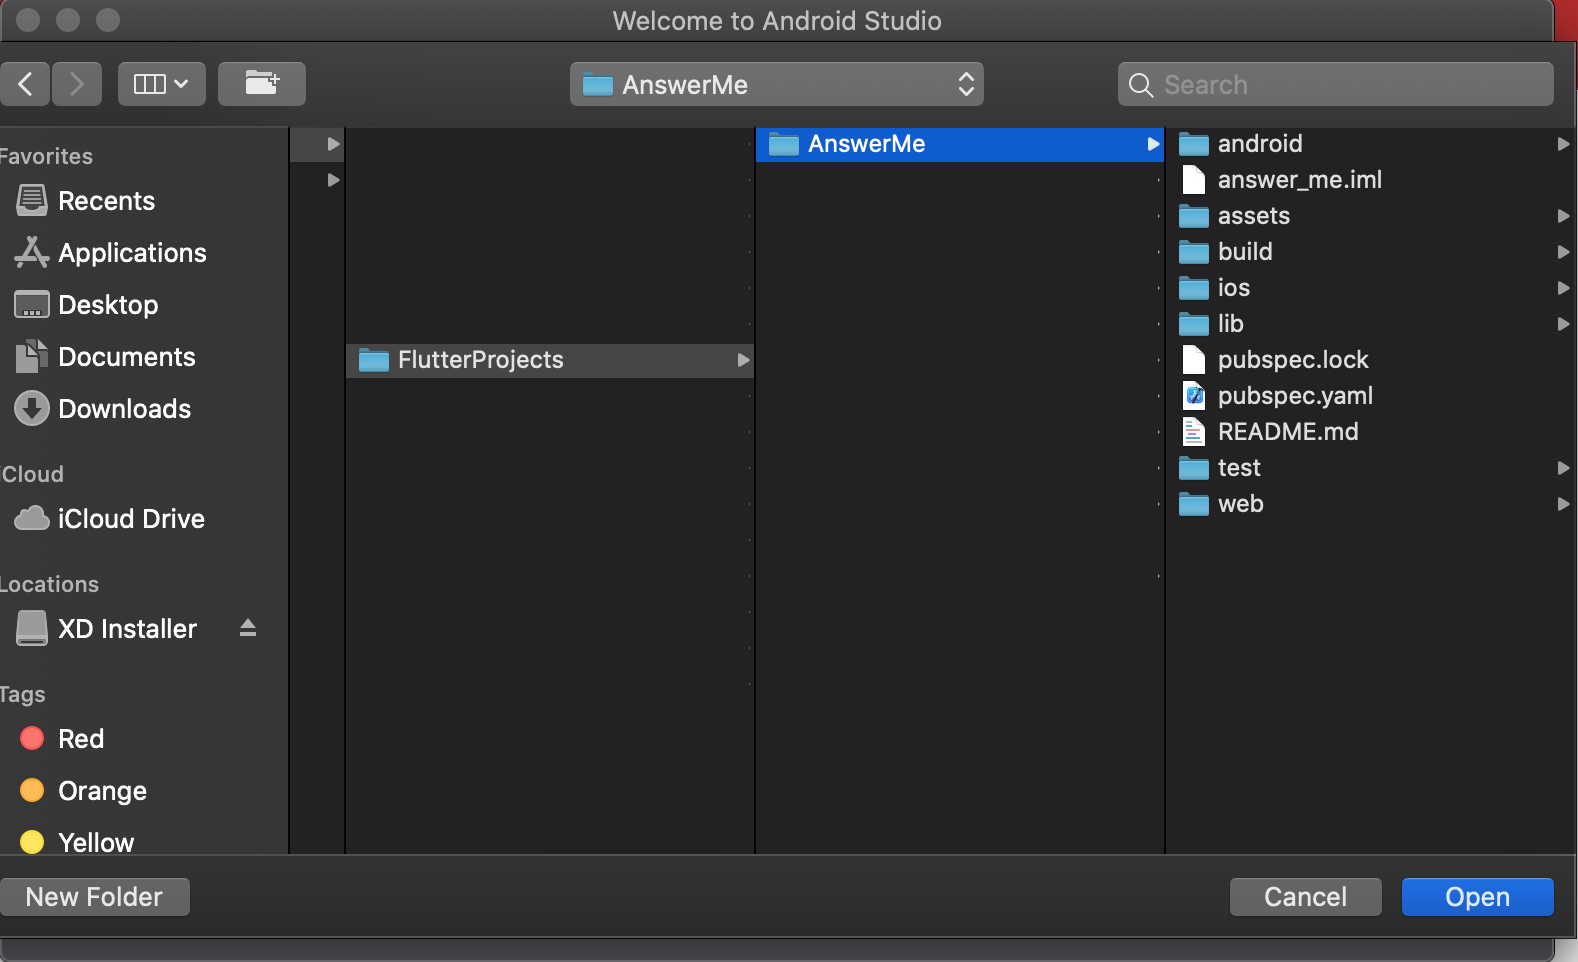 Welcome to Android Studio
AnswerMe
Search
Favorites
Recents
Applications
Desktop
Documents
Downloads
iCloud
iCloud Drive
Locations
XD Installer
Tags
Red
Orange
Yellow
FlutterProjects
AnswerMe
android
answer_me.iml
assets
build
ios
lib
pubspec.lock
pubspec.yaml
README.md
test
web
New Folder
Cancel
Open